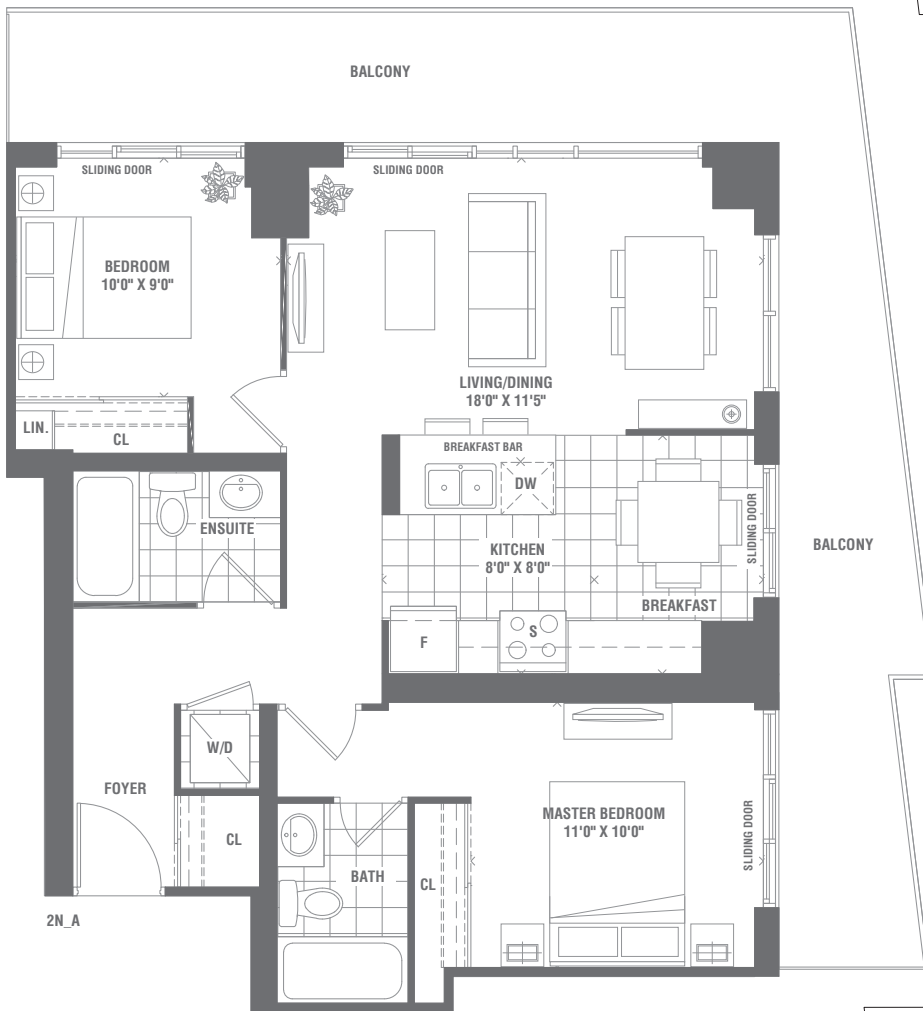 BALCONY
SLIDING DOOR
SLIDING DOOR
BEDROOM
10'0" X 9'0"
LIVING/DINING
18'0" X 11'5"
LIN.
CL
BREAKFAST BAR
DW
ENSUITE
KITCHEN
8'0" X 8'0"
SLIDING DOOR
BALCONY
BREAKFAST
F
S
W/D
FOYER
CL
MASTER BEDROOM
11'0" X 10'0"
SLIDING DOOR
BATH
CL
2N_A